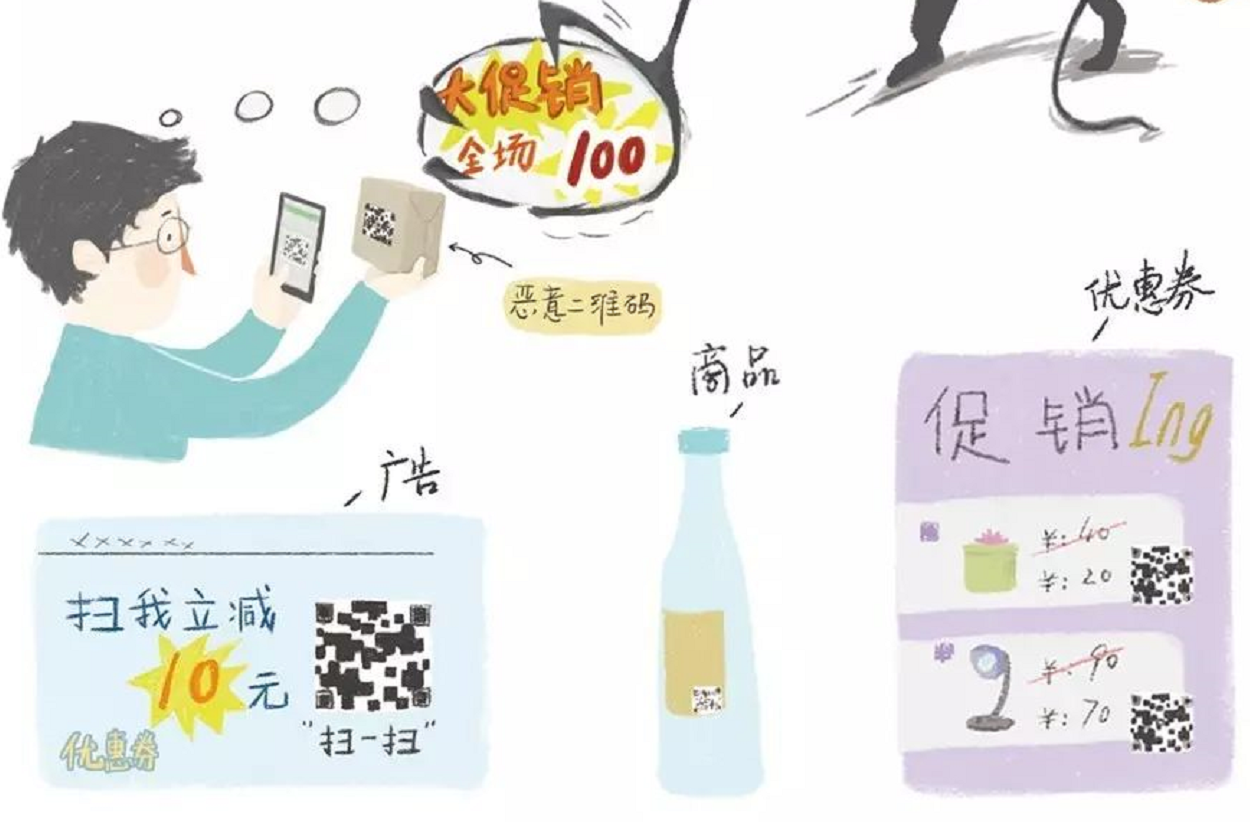 大促销
全场 100
恶意二维码
优惠券
商品
促销Ing
¥:40
¥:20
¥:90
¥:70
广告
××××××
扫我立减
10元
"扫一扫"
优惠券